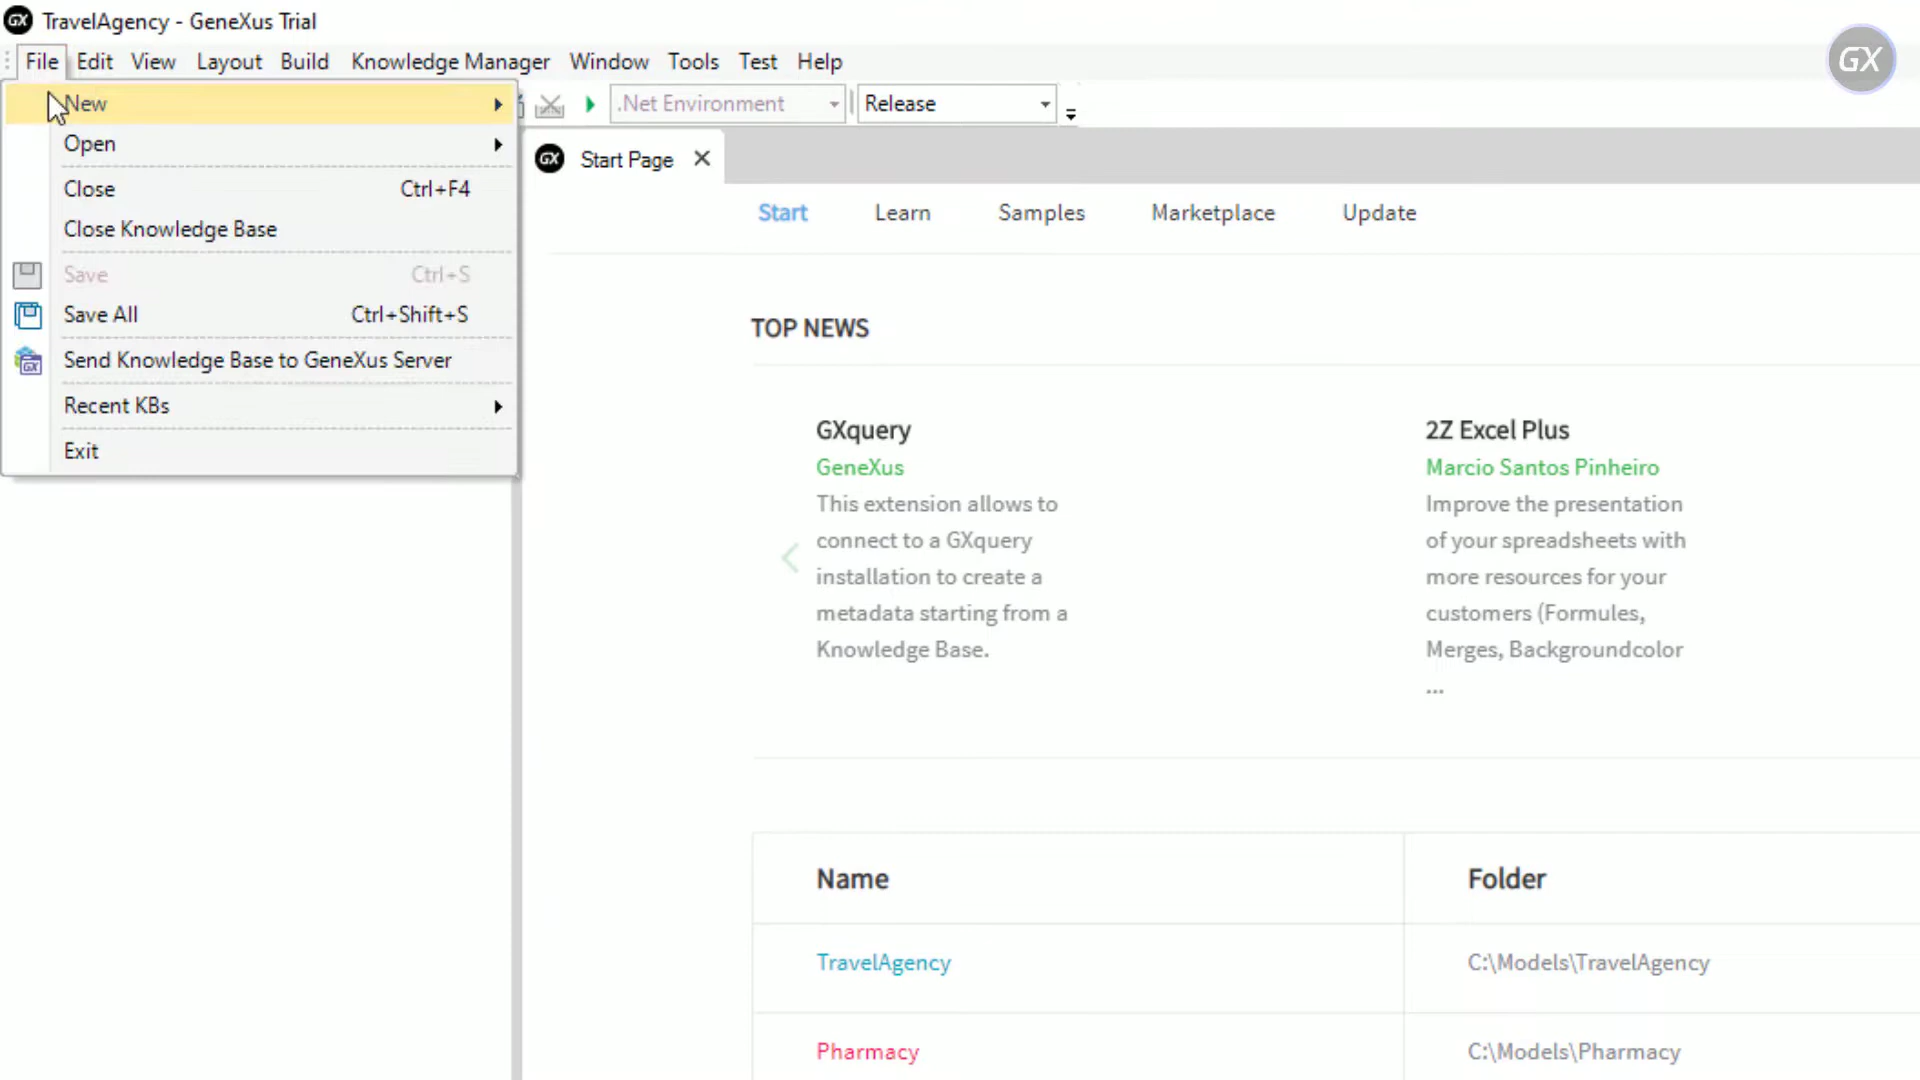 GX TravelAgency - GeneXus Trial
File Edit View Layout Build Knowledge Manager Window Tools Test Help
GX
New
.Net Environment
Release
Open
Close Ctrl+F4
Close Knowledge Base
Save Ctrl+S
Save All Ctrl+Shift+S
GX Send Knowledge Base to GeneXus Server
Recent KBs
Exit
GX Start Page
Start Learn Samples Marketplace Update
TOP NEWS
GXquery
GeneXus
This extension allows to
connect to a GXquery
installation to create a
metadata starting from a
Knowledge Base.
2Z Excel Plus
Marcio Santos Pinheiro
Improve the presentation
of your spreadsheets with
more resources for your
customers (Formules,
Merges, Backgroundcolor
...
Name Folder
TravelAgency C:\Models\TravelAgency
Pharmacy C:\Models\Pharmacy